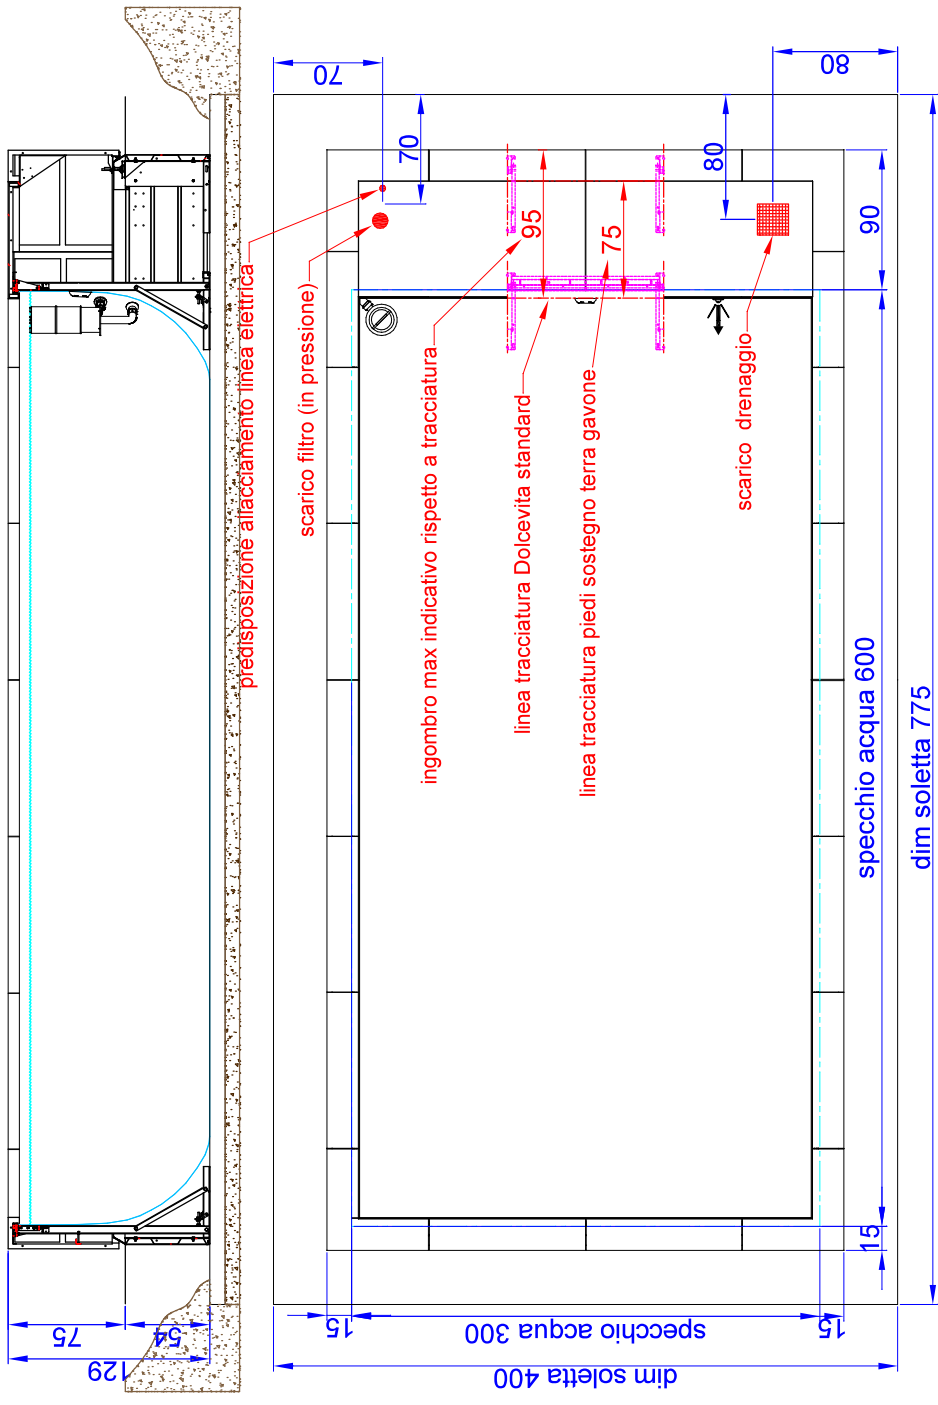 70
80
70
80
95
75
90
predisposizione allacciamento linea elettrica
scarico filtro (in pressione)
ingombro max indicativo rispetto a tracciatura
linea tracciatura Dolcevita standard
linea tracciatura piedi sostegno terra gavone
scarico drenaggio
specchio acqua 600
dim soletta 775
15
75
54
129
15
specchio acqua 300
15
dim soletta 400